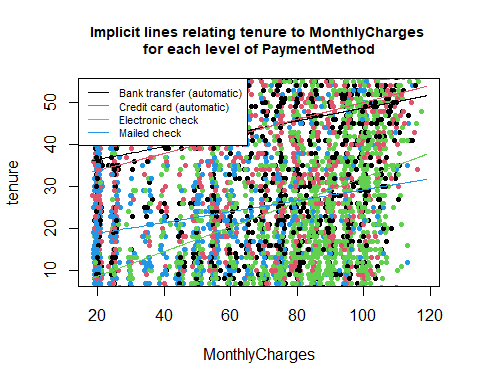 Implicit lines relating tenure to MonthlyCharges
for each level of PaymentMethod
Bank transfer (automatic)
Credit card (automatic)
Electronic check
Mailed check
tenure
50
40
30
20
10
20
40
60
80
100
120
MonthlyCharges